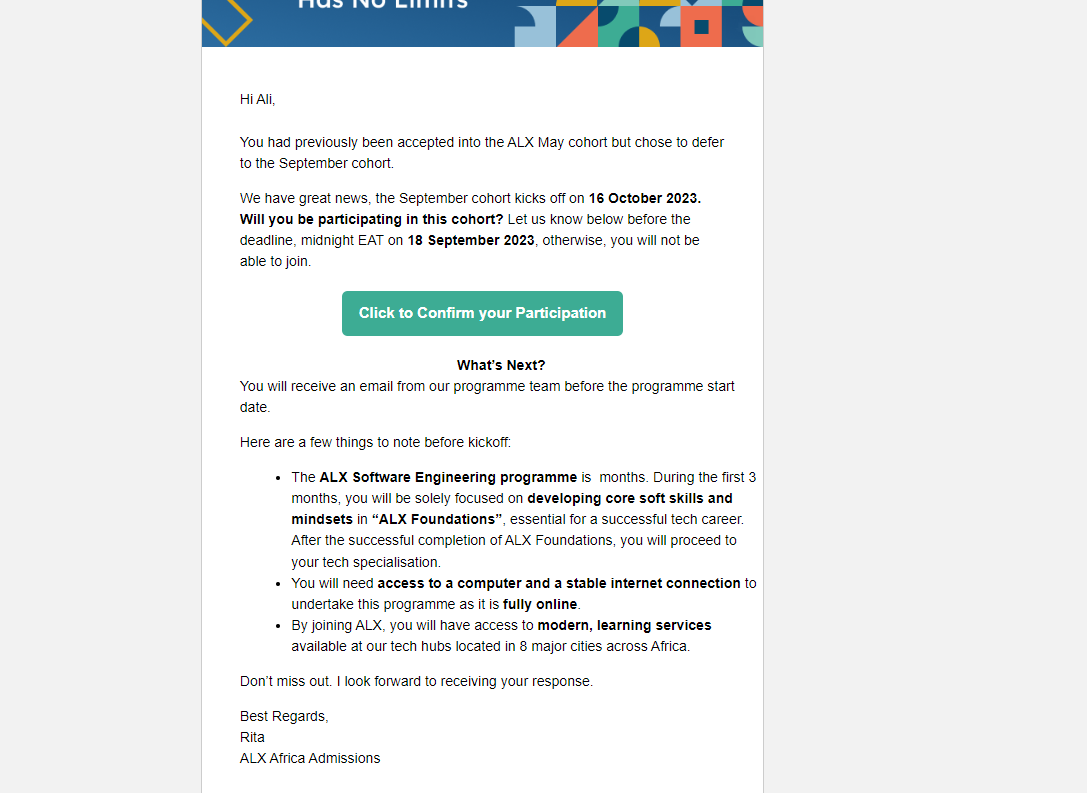 Has No Limits
Hi Ali,
You had previously been accepted into the ALX May cohort but chose to defer
to the September cohort.
We have great news, the September cohort kicks off on 16 October 2023.
Will you be participating in this cohort? Let us know below before the
deadline, midnight EAT on 18 September 2023, otherwise, you will not be
able to join.
Click to Confirm your Participation
What’s Next?
You will receive an email from our programme team before the programme start
date.
Here are a few things to note before kickoff:
• The ALX Software Engineering programme is  months. During the first 3
months, you will be solely focused on developing core soft skills and
mindsets in “ALX Foundations”, essential for a successful tech career.
After the successful completion of ALX Foundations, you will proceed to
your tech specialisation.
• You will need access to a computer and a stable internet connection to
undertake this programme as it is fully online.
• By joining ALX, you will have access to modern, learning services
available at our tech hubs located in 8 major cities across Africa.
Don’t miss out. I look forward to receiving your response.
Best Regards,
Rita
ALX Africa Admissions